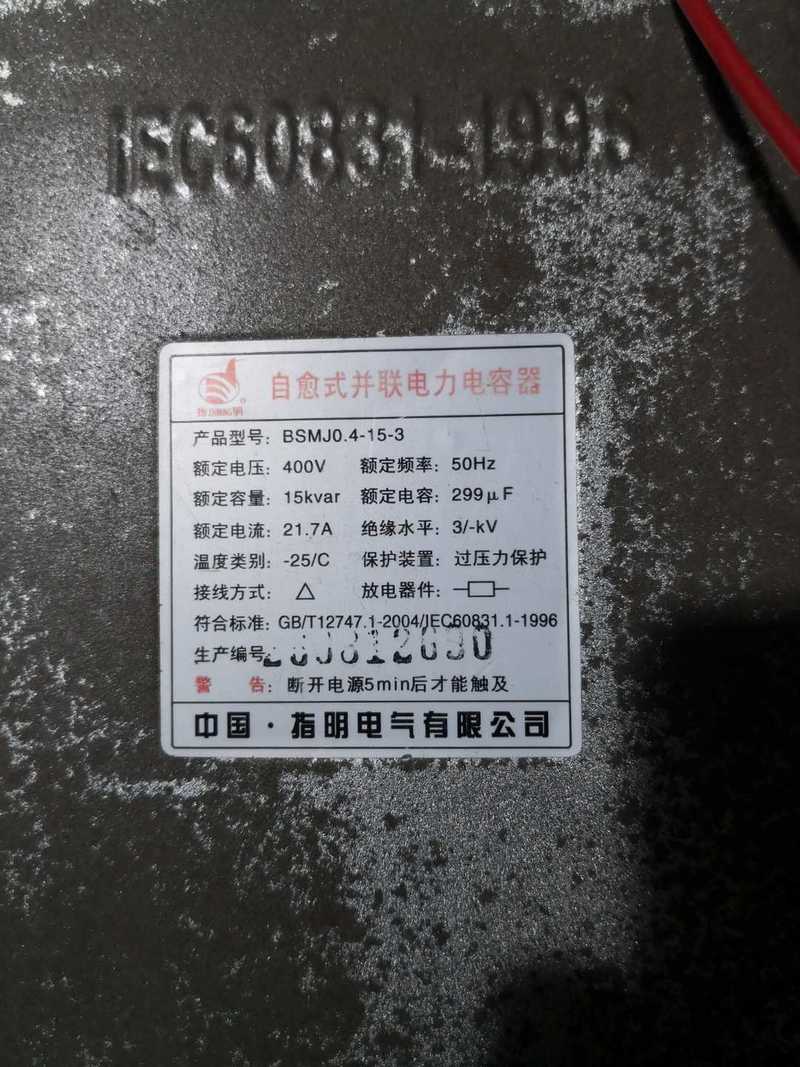 IEC60831-1996
自愈式并联电力电容器
产品型号: BSMJ0.4-15-3
额定电压: 400V 额定频率: 50Hz
额定容量: 15kvar 额定电容: 299μF
额定电流: 21.7A 绝缘水平: 3/-kV
温度类别: -25/C 保护装置: 过压力保护
接线方式: △ 放电器件:
符合标准: GB/T12747.1-2004/IEC60831.1-1996
生产编号
警 告: 断开电源5min后才能触及
中国·指明电气有限公司